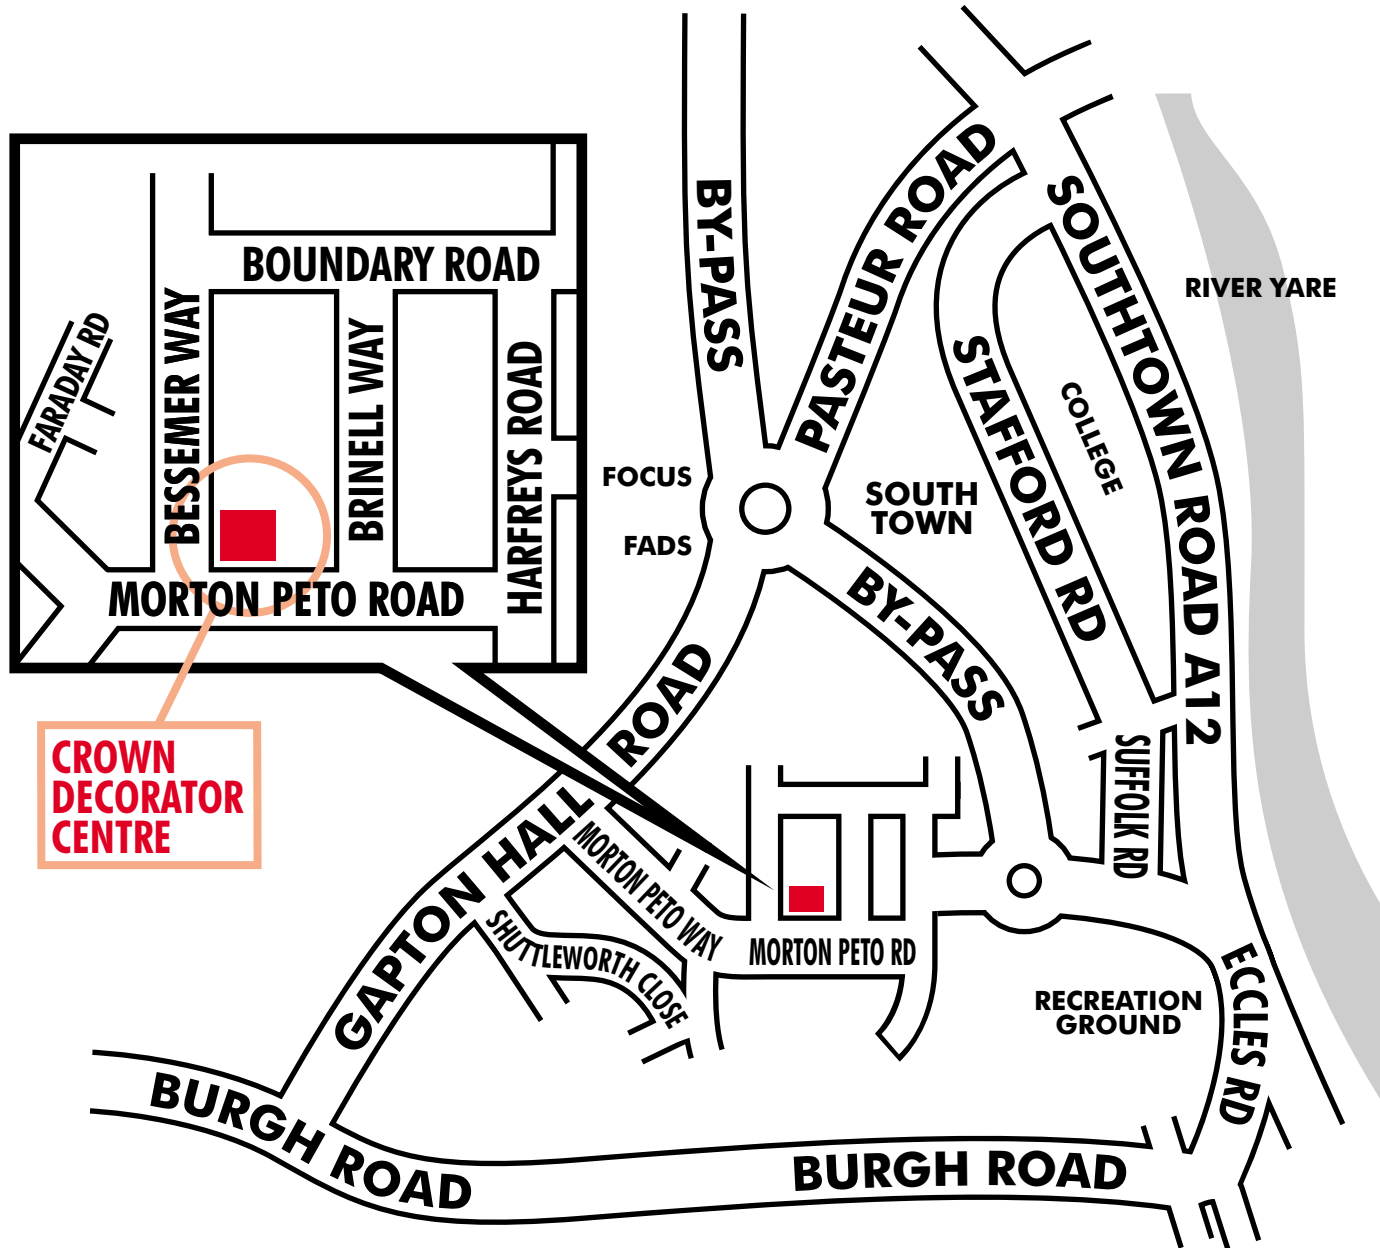 BY-PASS
PASTEUR ROAD
SOUTHTOWN ROAD A12
RIVER YARE
BOUNDARY ROAD
FARADAY RD
BESSEMER WAY
BRINELL WAY
HARFREYS ROAD
MORTON PETO ROAD
STAFFORD RD
COLLEGE
FOCUS
FADS
SOUTH
TOWN
BY-PASS
CROWN
DECORATOR
CENTRE
GAPTON HALL ROAD
SUFFOLK RD
MORTON PETO WAY
SHUTTLEWORTH CLOSE
MORTON PETO RD
RECREATION
GROUND
ECCLES RD
BURGH ROAD
BURGH ROAD